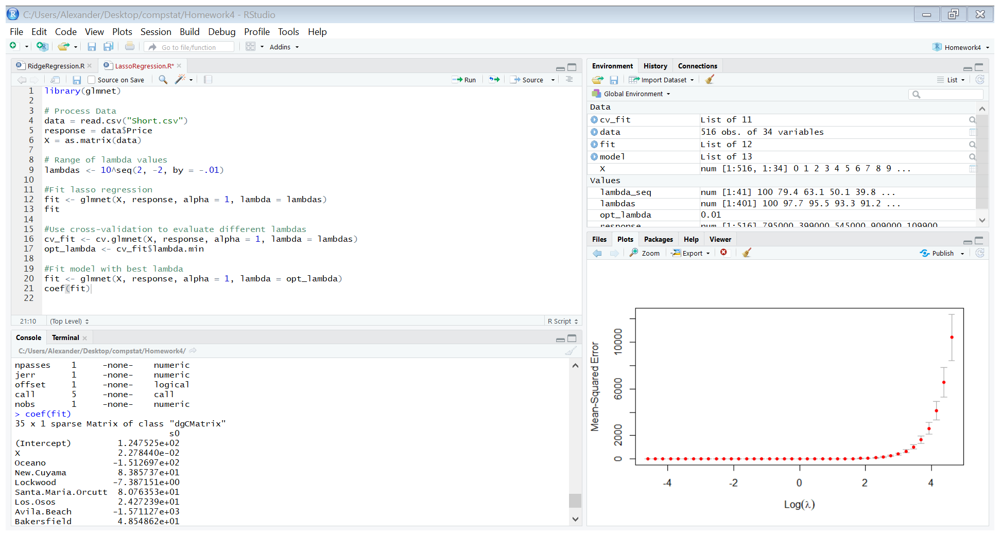 C:/Users/Alexander/Desktop/compstat/Homework4 - RStudio
File Edit Code View Plots Session Build Debug Profile Tools Help
Go to file/function Addins Homework4
RidgeRegression.R LassoRegression.R*
Source on Save Run Source
1 library(glmnet)
2
3 # Process Data
4 data = read.csv("Short.csv")
5 response = data$Price
6 X = as.matrix(data)
7
8 # Range of lambda values
9 lambdas <- 10^seq(2, -2, by = -.01)
10
11 #Fit lasso regression
12 fit <- glmnet(X, response, alpha = 1, lambda = lambdas)
13 fit
14
15 #Use cross-validation to evaluate different lambdas
16 cv_fit <- cv.glmnet(X, response, alpha = 1, lambda = lambdas)
17 opt_lambda <- cv_fit$lambda.min
18
19 #Fit model with best lambda
20 fit <- glmnet(X, response, alpha = 1, lambda = opt_lambda)
21 coef(fit)
22
21:10 (Top Level) R Script
Console Terminal
C:/Users/Alexander/Desktop/compstat/Homework4/
npasses 1 -none- numeric
jerr 1 -none- numeric
offset 1 -none- logical
call 5 -none- call
nobs 1 -none- numeric
> coef(fit)
35 x 1 sparse Matrix of class "dgCMatrix"
s0
(Intercept) 1.247525e+02
X 2.278440e-02
Oceano -1.512697e+02
New.Cuyama 8.385737e+01
Lockwood -7.387151e+00
Santa.Maria.Orcutt 8.076353e+01
Los.Osos 2.427239e+01
Avila.Beach -1.571127e+03
Bakersfield 4.854862e+01
Environment History Connections
Import Dataset List
Global Environment
Data
cv_fit List of 11
data 516 obs. of 34 variables
fit List of 12
model List of 13
X num [1:516, 1:34] 0 1 2 3 4 5 6 7 8 9 ...
Values
lambda_seq num [1:41] 100 79.4 63.1 50.1 39.8 ...
lambdas num [1:401] 100 97.7 95.5 93.3 91.2 ...
opt_lambda 0.01
response num [1:516] 795000 399000 545000 909000 109900
Files Plots Packages Help Viewer
Zoom Export Publish
Mean-Squared Error
10000
6000
2000
0
-4 -2 0 2 4
Log(λ)